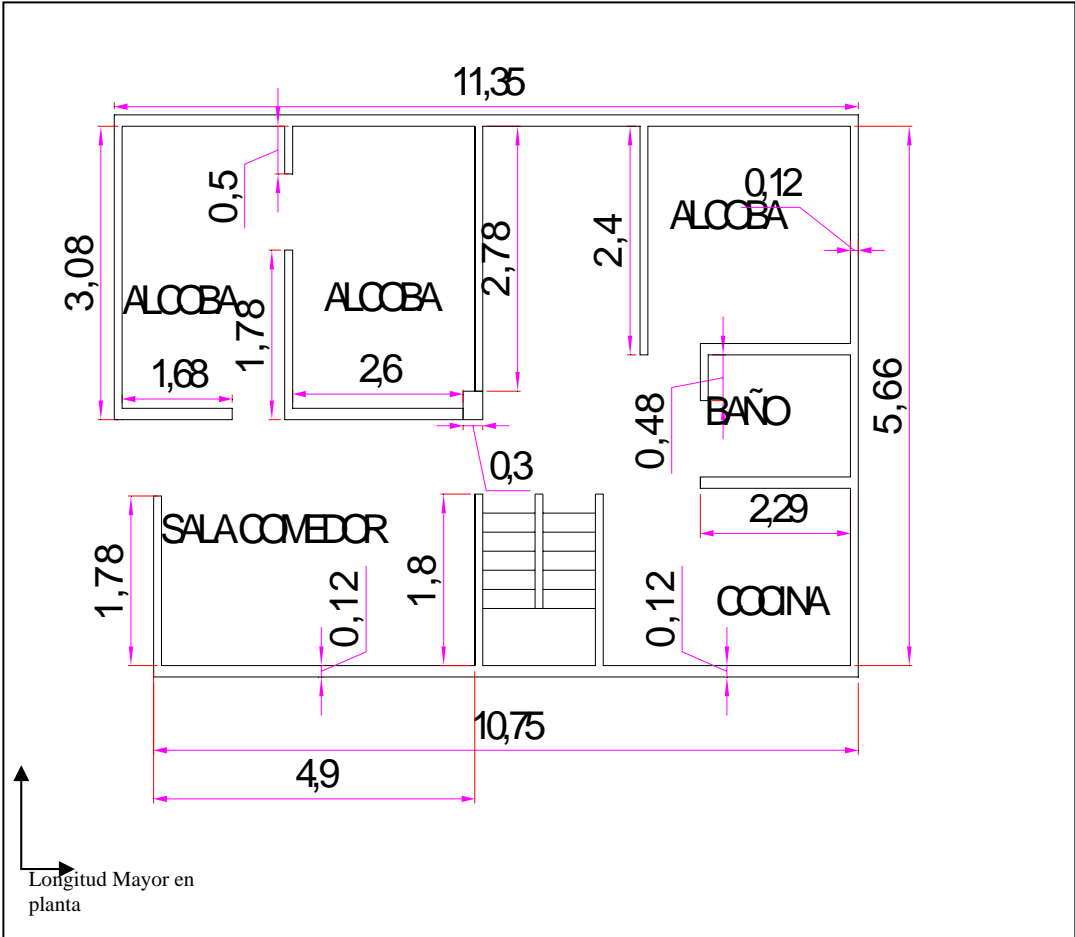 11,35
0,5
0,12
ALCOBA
2,4
2,78
3,08
ALCOBA
ALCOBA
1,78
1,68
2,6
5,66
0,48
BAÑO
0,3
2,29
SALA COMEDOR
1,78
0,12
1,8
0,12
COCINA
10,75
4,9
Longitud Mayor en
planta